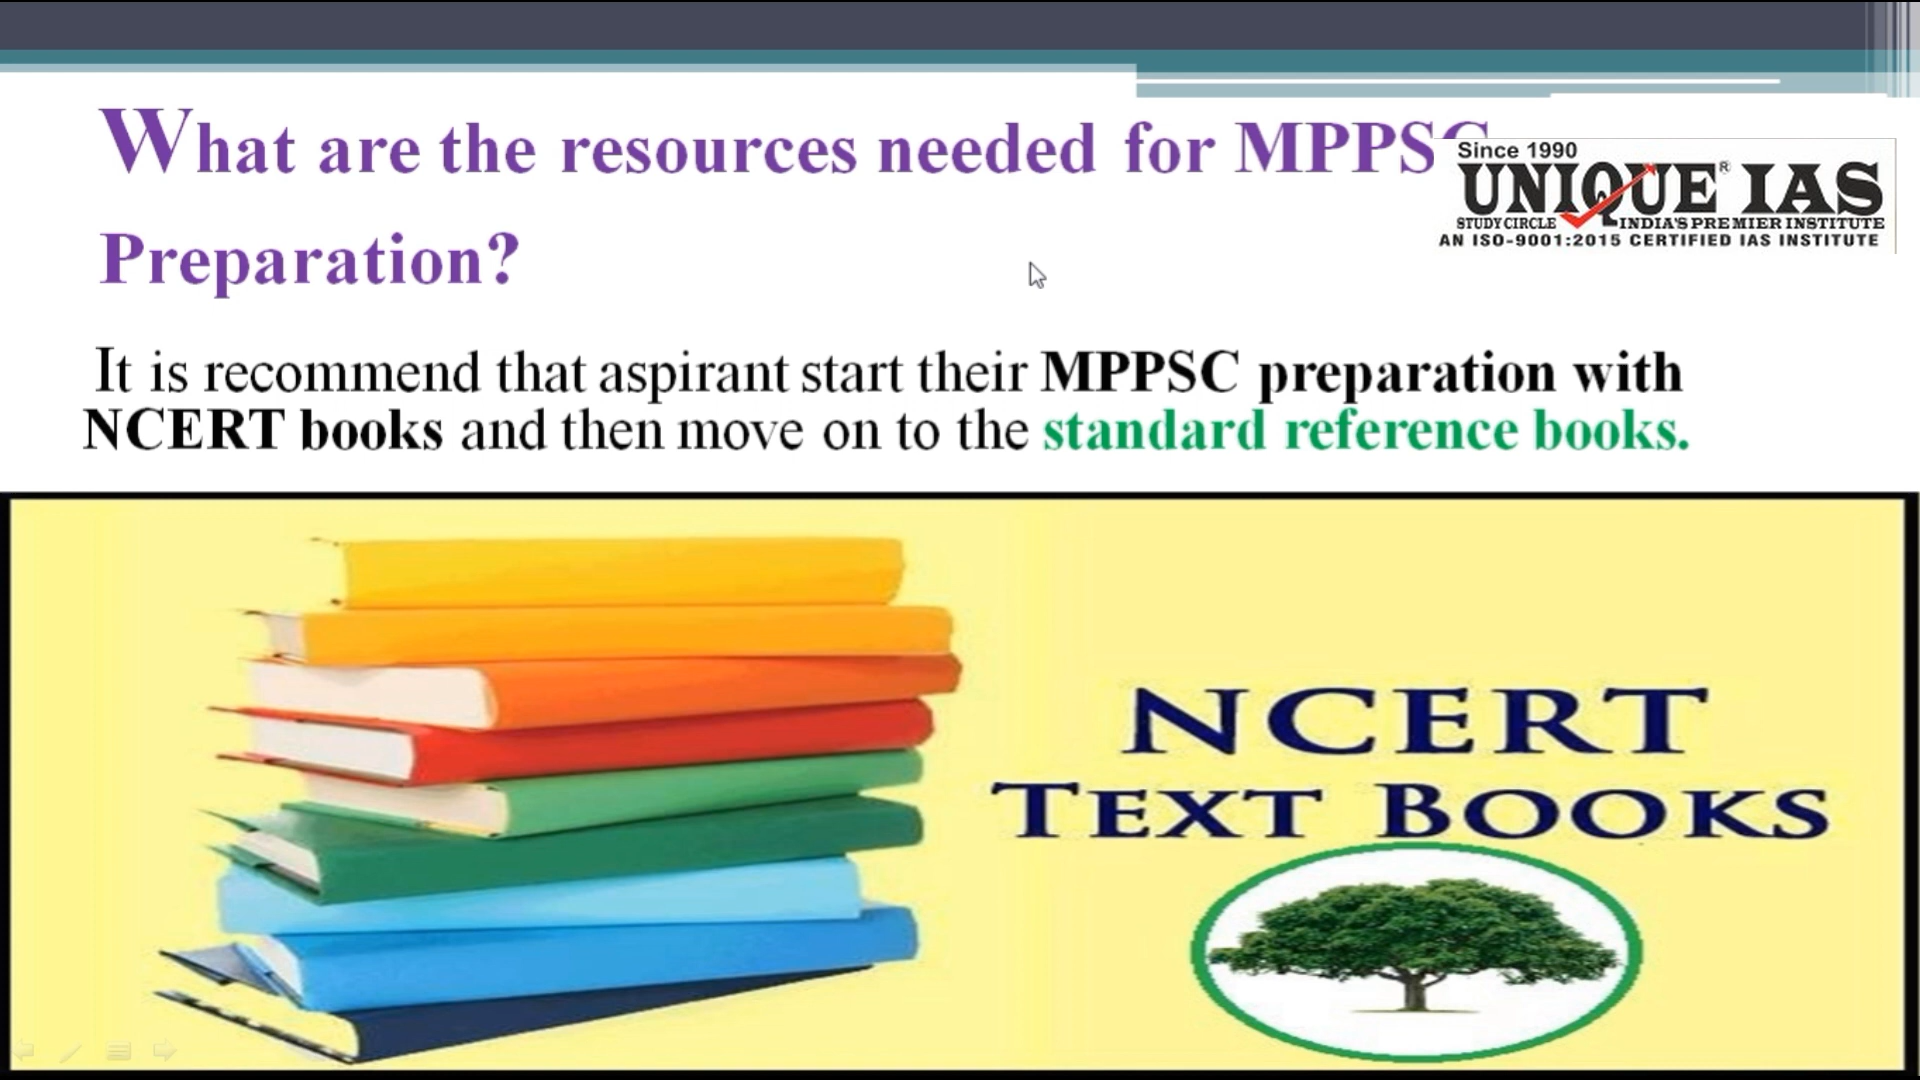 What are the resources needed for MPPSC
Preparation?
Since 1990
UNIQUE® IAS
STUDY CIRCLE INDIA'S PREMIER INSTITUTE
AN ISO-9001:2015 CERTIFIED IAS INSTITUTE
It is recommend that aspirant start their MPPSC preparation with
NCERT books and then move on to the standard reference books.
NCERT
TEXT BOOKS